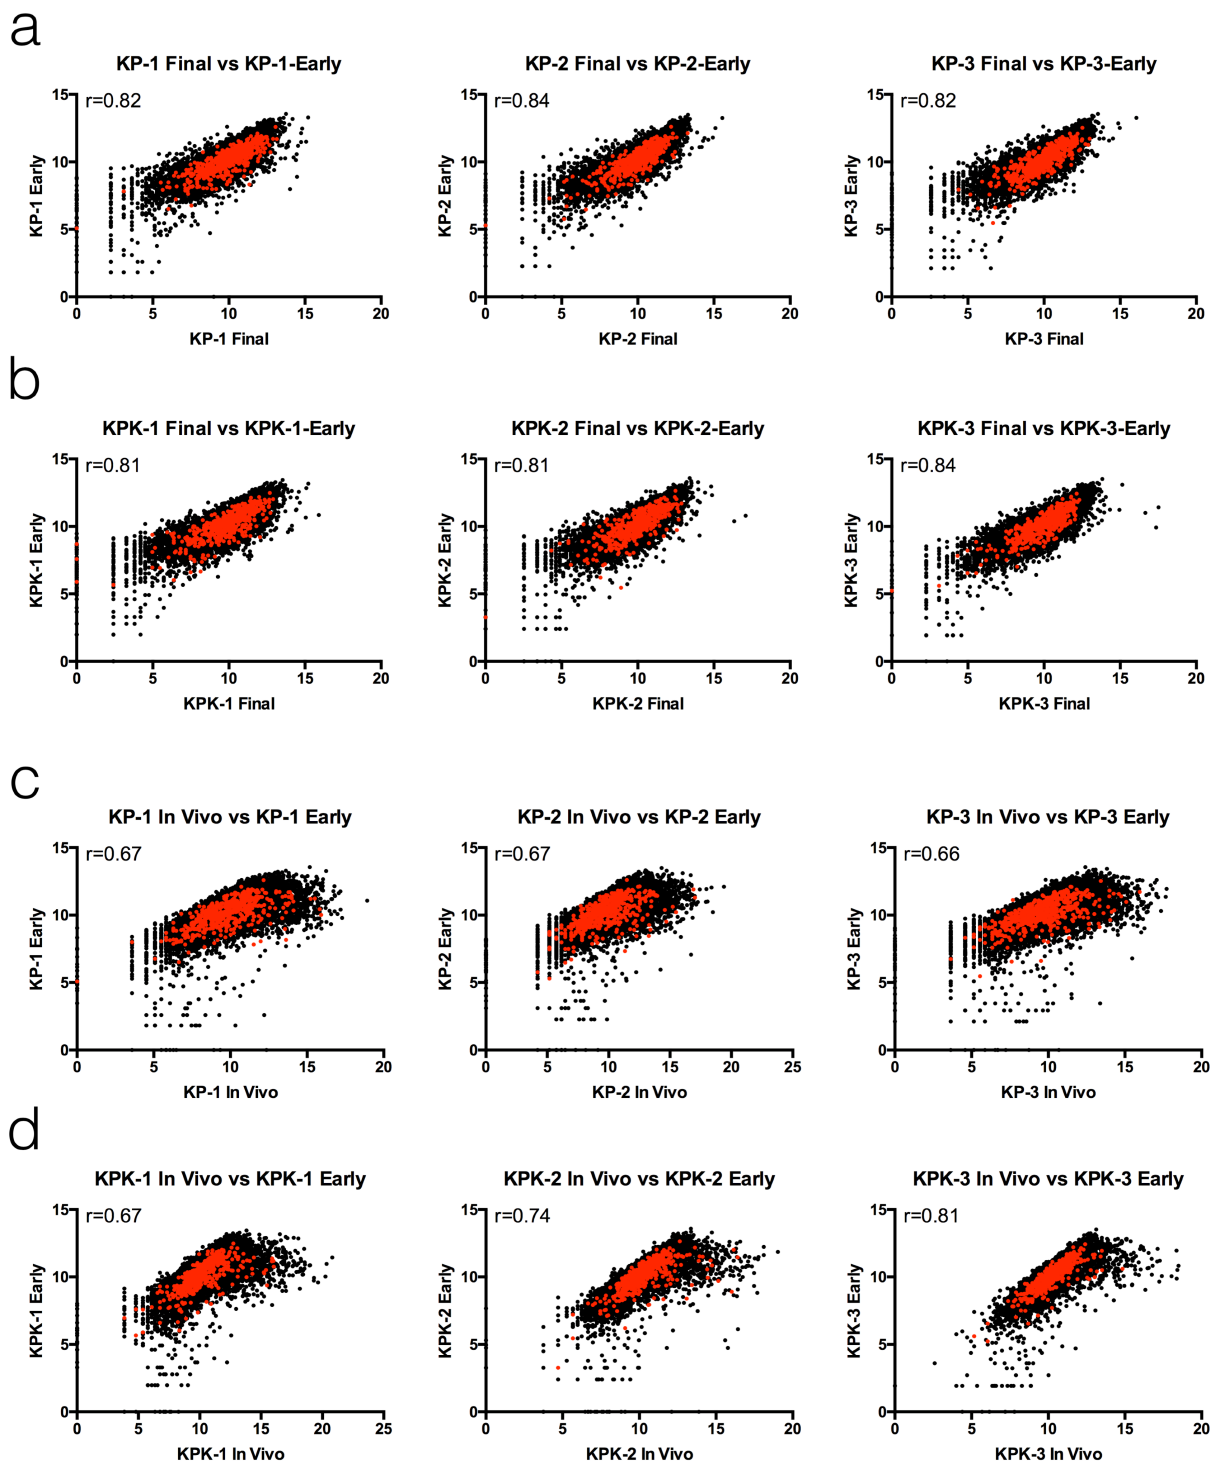 a
KP-1 Final vs KP-1-Early
KP-2 Final vs KP-2-Early
KP-3 Final vs KP-3-Early
r=0.82
r=0.84
r=0.82
15
10
5
0
KP-1 Early
0 5 10 15 20
KP-1 Final
15
10
5
0
KP-2 Early
0 5 10 15 20
KP-2 Final
15
10
5
0
KP-3 Early
0 5 10 15 20
KP-3 Final
b
KPK-1 Final vs KPK-1-Early
KPK-2 Final vs KPK-2-Early
KPK-3 Final vs KPK-3-Early
r=0.81
r=0.81
r=0.84
15
10
5
0
KPK-1 Early
0 5 10 15 20
KPK-1 Final
15
10
5
0
KPK-2 Early
0 5 10 15 20
KPK-2 Final
15
10
5
0
KPK-3 Early
0 5 10 15 20
KPK-3 Final
c
KP-1 In Vivo vs KP-1 Early
KP-2 In Vivo vs KP-2 Early
KP-3 In Vivo vs KP-3 Early
r=0.67
r=0.67
r=0.66
15
10
5
0
KP-1 Early
0 5 10 15 20
KP-1 In Vivo
15
10
5
0
KP-2 Early
0 5 10 15 20 25
KP-2 In Vivo
15
10
5
0
KP-3 Early
0 5 10 15 20
KP-3 In Vivo
d
KPK-1 In Vivo vs KPK-1 Early
KPK-2 In Vivo vs KPK-2 Early
KPK-3 In Vivo vs KPK-3 Early
r=0.67
r=0.74
r=0.81
15
10
5
0
KPK-1 Early
0 5 10 15 20 25
KPK-1 In Vivo
15
10
5
0
KPK-2 Early
0 5 10 15 20
KPK-2 In Vivo
15
10
5
0
KPK-3 Early
0 5 10 15 20
KPK-3 In Vivo